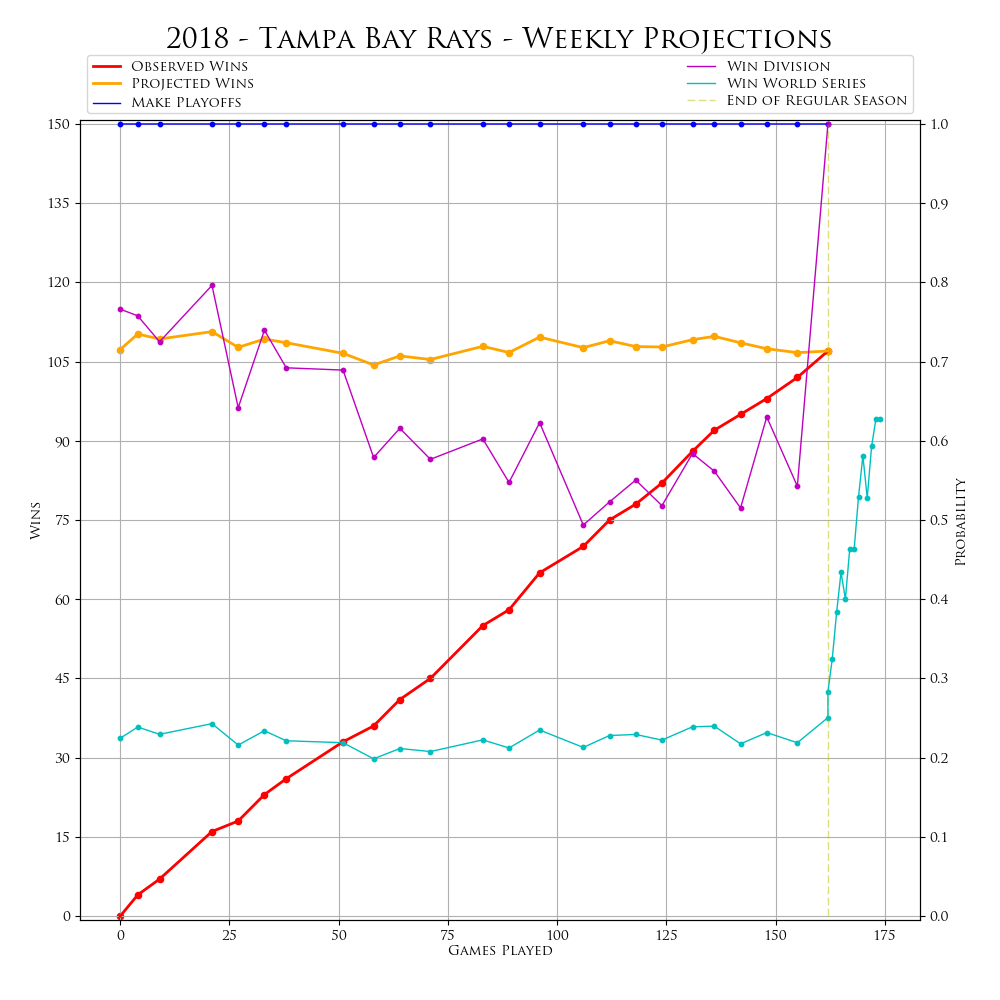 2018 - Tampa Bay Rays - Weekly Projections
Observed Wins
Projected Wins
Make Playoffs
Win Division
Win World Series
End of Regular Season
150
135
120
105
90
75
60
45
30
15
0
Wins
1.0
0.9
0.8
0.7
0.6
0.5
0.4
0.3
0.2
0.1
0.0
Probability
0 25 50 75 100 125 150 175
Games Played